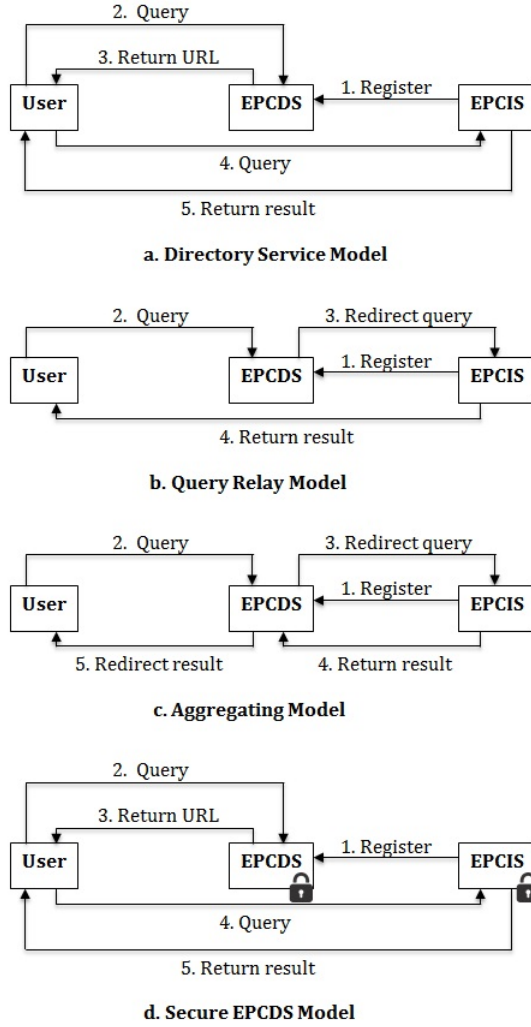 2. Query
3. Return URL
User
EPCDS
1. Register
EPCIS
4. Query
5. Return result
a. Directory Service Model
2. Query
3. Redirect query
User
EPCDS
1. Register
EPCIS
4. Return result
b. Query Relay Model
2. Query
3. Redirect query
User
EPCDS
1. Register
EPCIS
5. Redirect result
4. Return result
c. Aggregating Model
2. Query
3. Return URL
User
EPCDS
1. Register
EPCIS
4. Query
5. Return result
d. Secure EPCDS Model